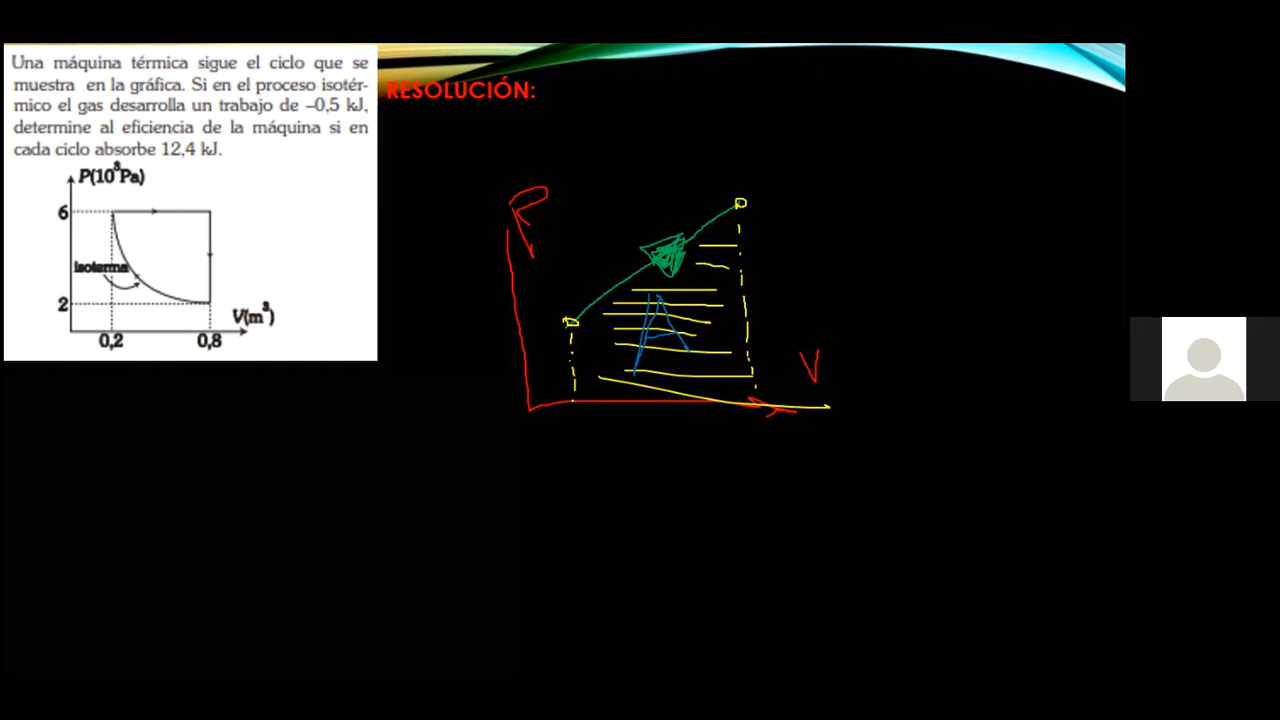 Una máquina térmica sigue el ciclo que se
muestra en la gráfica. Si en el proceso isotér-
mico el gas desarrolla un trabajo de –0,5 kJ,
determine al eficiencia de la máquina si en
cada ciclo absorbe 12,4 kJ.
P(10³Pa)
6
isoterma
2
V(m³)
0,2 0,8
RESOLUCIÓN:
P
A
V